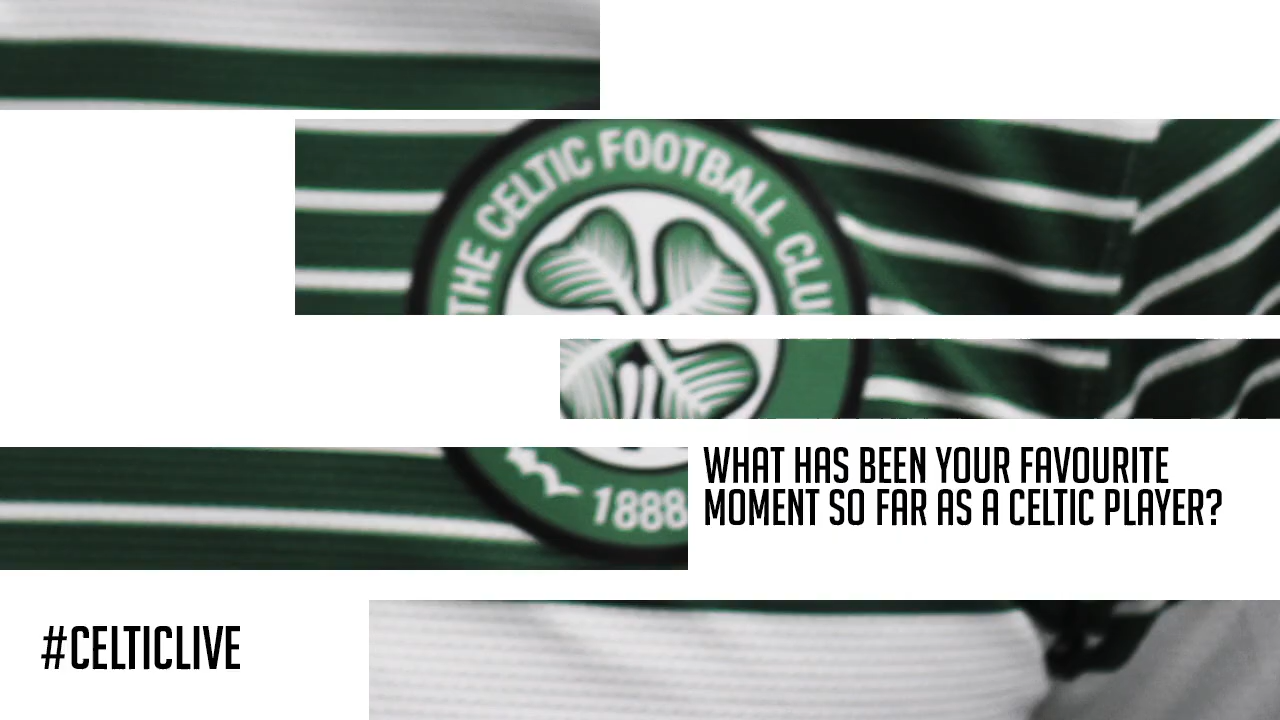 THE CELTIC FOOTBALL CLU
1888
WHAT HAS BEEN YOUR FAVOURITE
MOMENT SO FAR AS A CELTIC PLAYER?
#CELTICLIVE